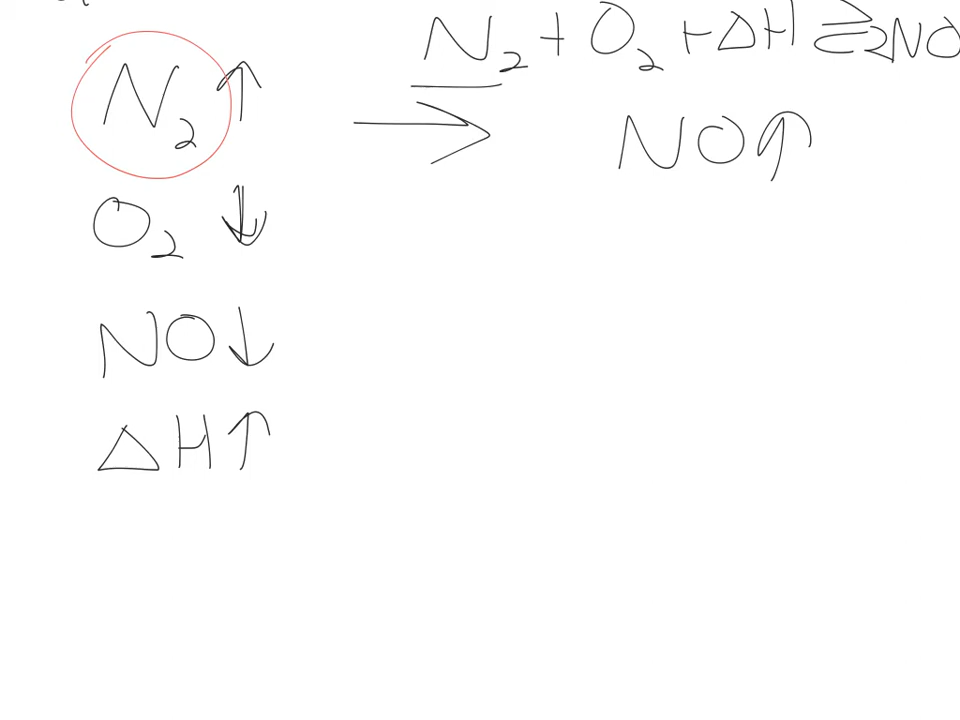 N₂ + O₂ + ΔH ⇄ 2NO
N₂ ↑
→ NO ↑
O₂ ↓
NO ↓
ΔH ↑